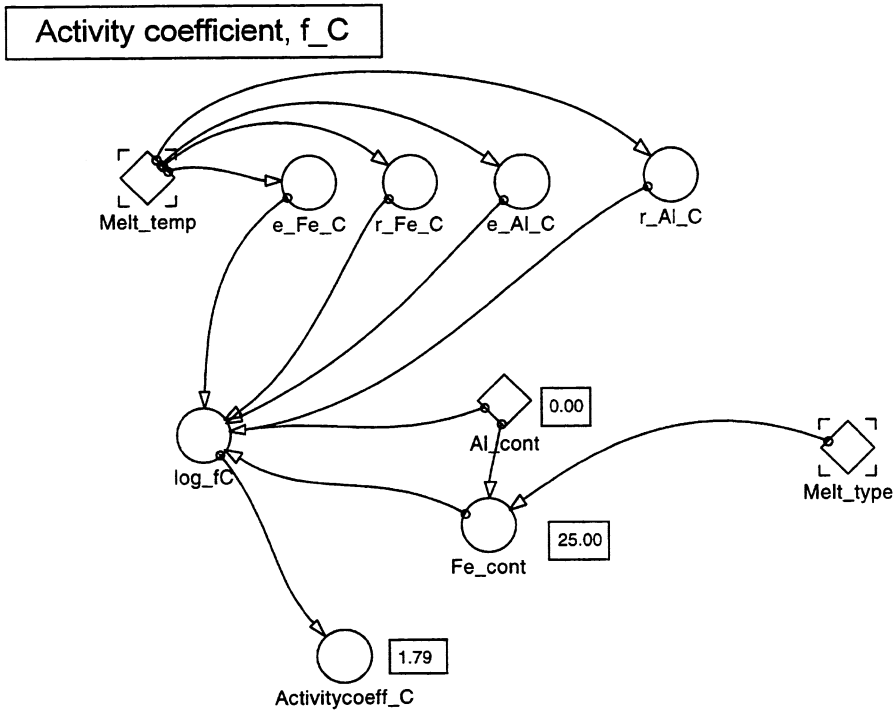 Activity coefficient, f_C
Melt_temp
e_Fe_C
r_Fe_C
e_Al_C
r_Al_C
0.00
Al_cont
log_fC
Melt_type
25.00
Fe_cont
1.79
Activitycoeff_C